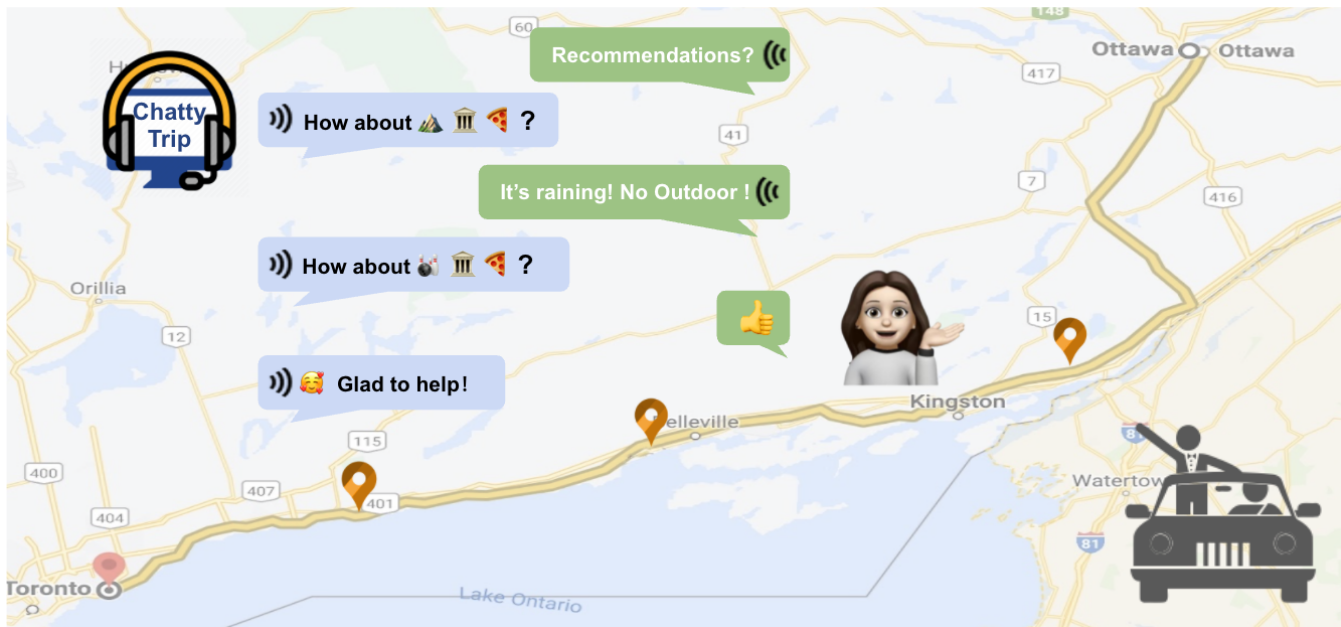 148
60
Recommendations?
Ottawa
Ottawa
417
Chatty
Trip
How about ⛰️ 🏛️ 🍕 ?
41
It's raining! No Outdoor !
7
416
How about 🎳 🏛️ 🍕 ?
Orillia
12
👍
15
🥰 Glad to help!
Kingston
elleville
115
81
400
407
401
Watertow
404
81
Toronto
Lake Ontario